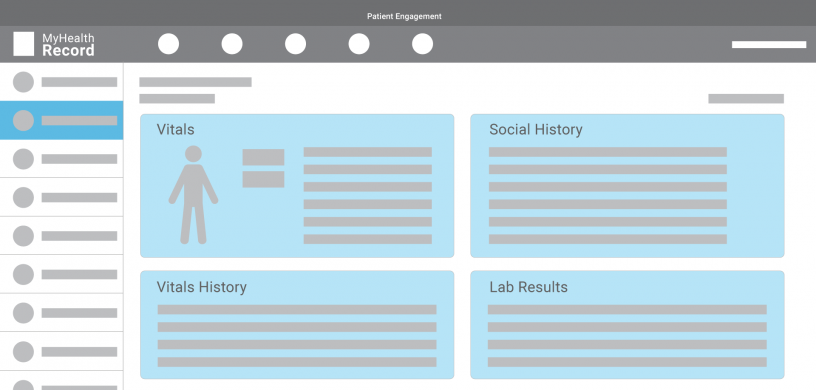 Patient Engagement
MyHealth
Record
Vitals
Social History
Vitals History
Lab Results